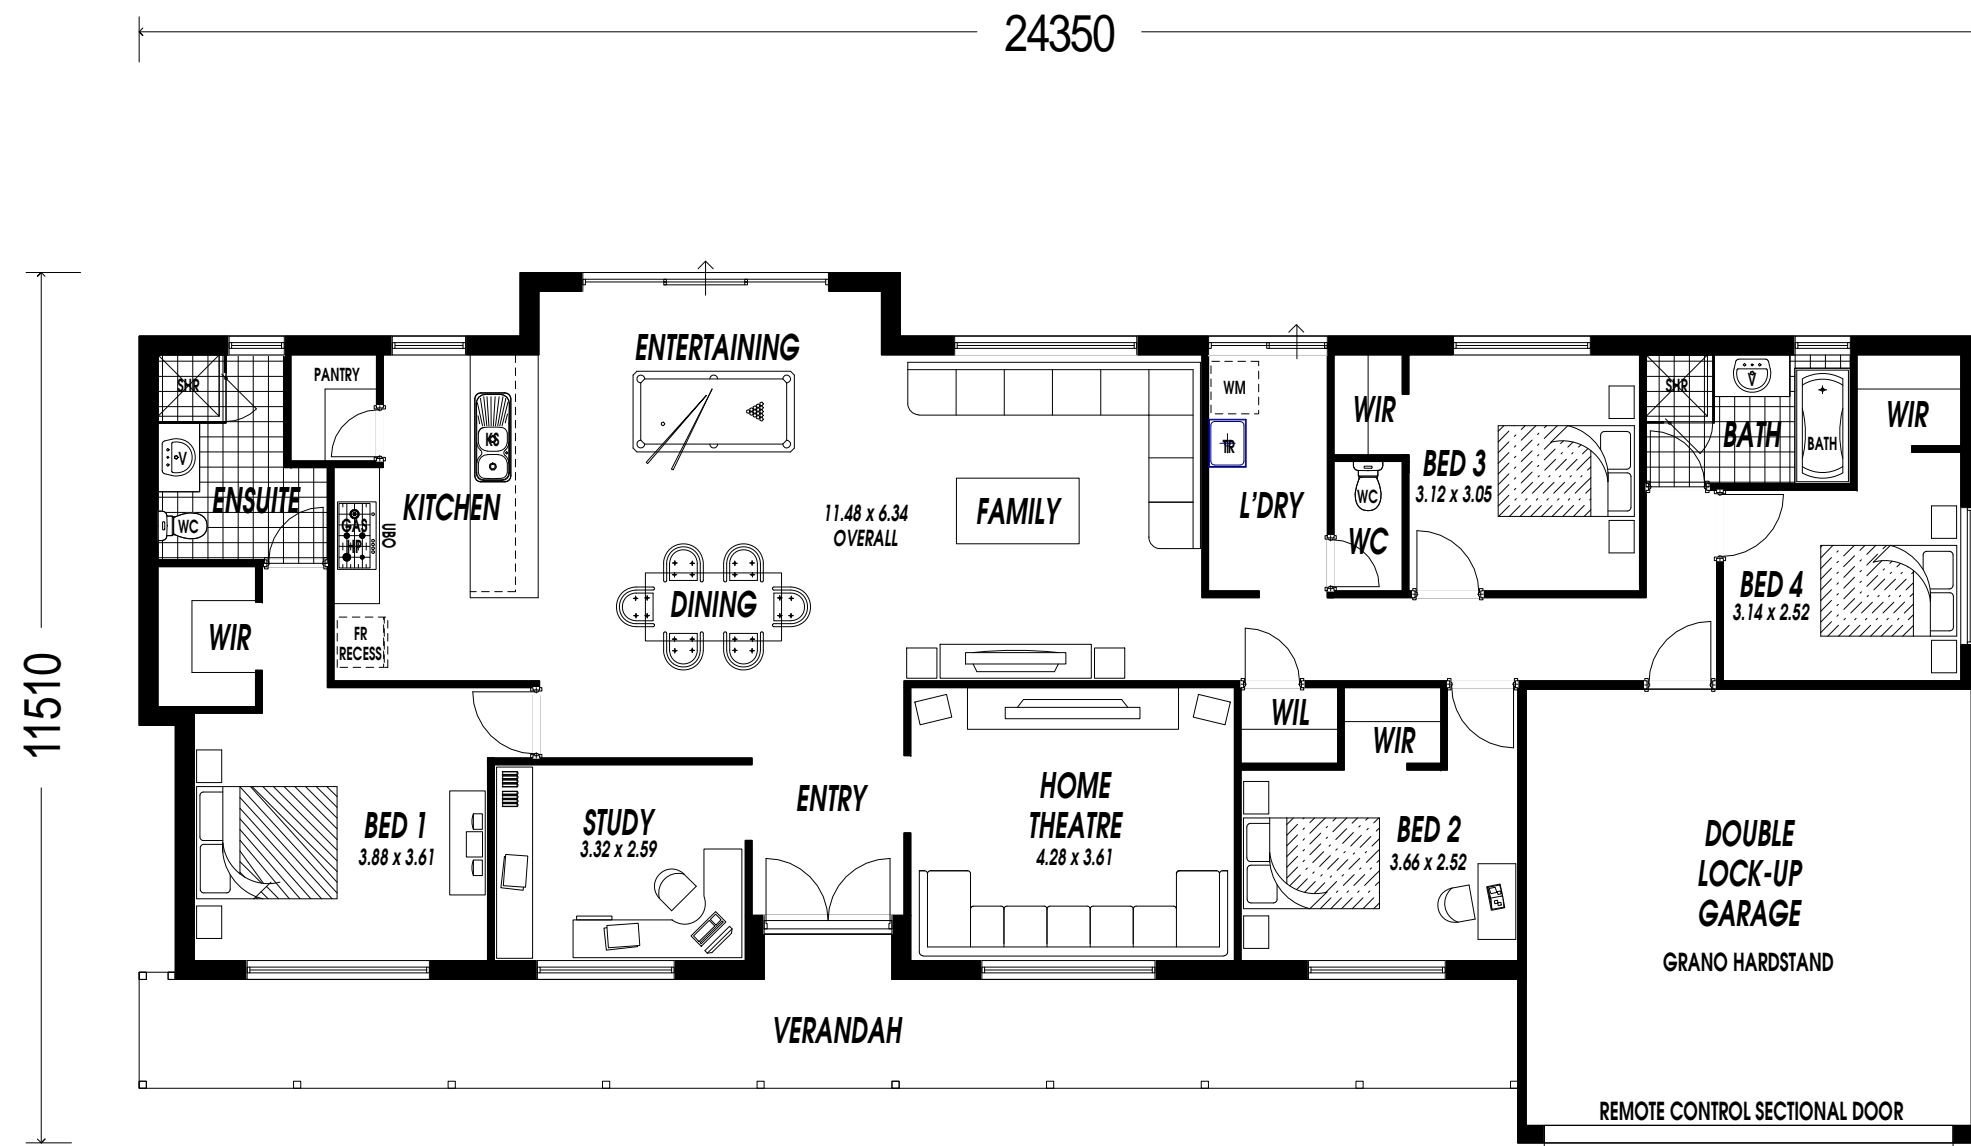 24350
11510
ENTERTAINING
PANTRY
SHR
V
WC
ENSUITE
WIR
KS
KITCHEN
GAS
HP
UBO
FR
RECESS
DINING
11.48 x 6.34
OVERALL
FAMILY
WM
TR
L'DRY
WIR
WC
WC
BED 3
3.12 x 3.05
SHR
V
BATH
BATH
WIR
BED 4
3.14 x 2.52
BED 1
3.88 x 3.61
STUDY
3.32 x 2.59
ENTRY
HOME
THEATRE
4.28 x 3.61
WIL
WIR
BED 2
3.66 x 2.52
DOUBLE
LOCK-UP
GARAGE
GRANO HARDSTAND
VERANDAH
REMOTE CONTROL SECTIONAL DOOR